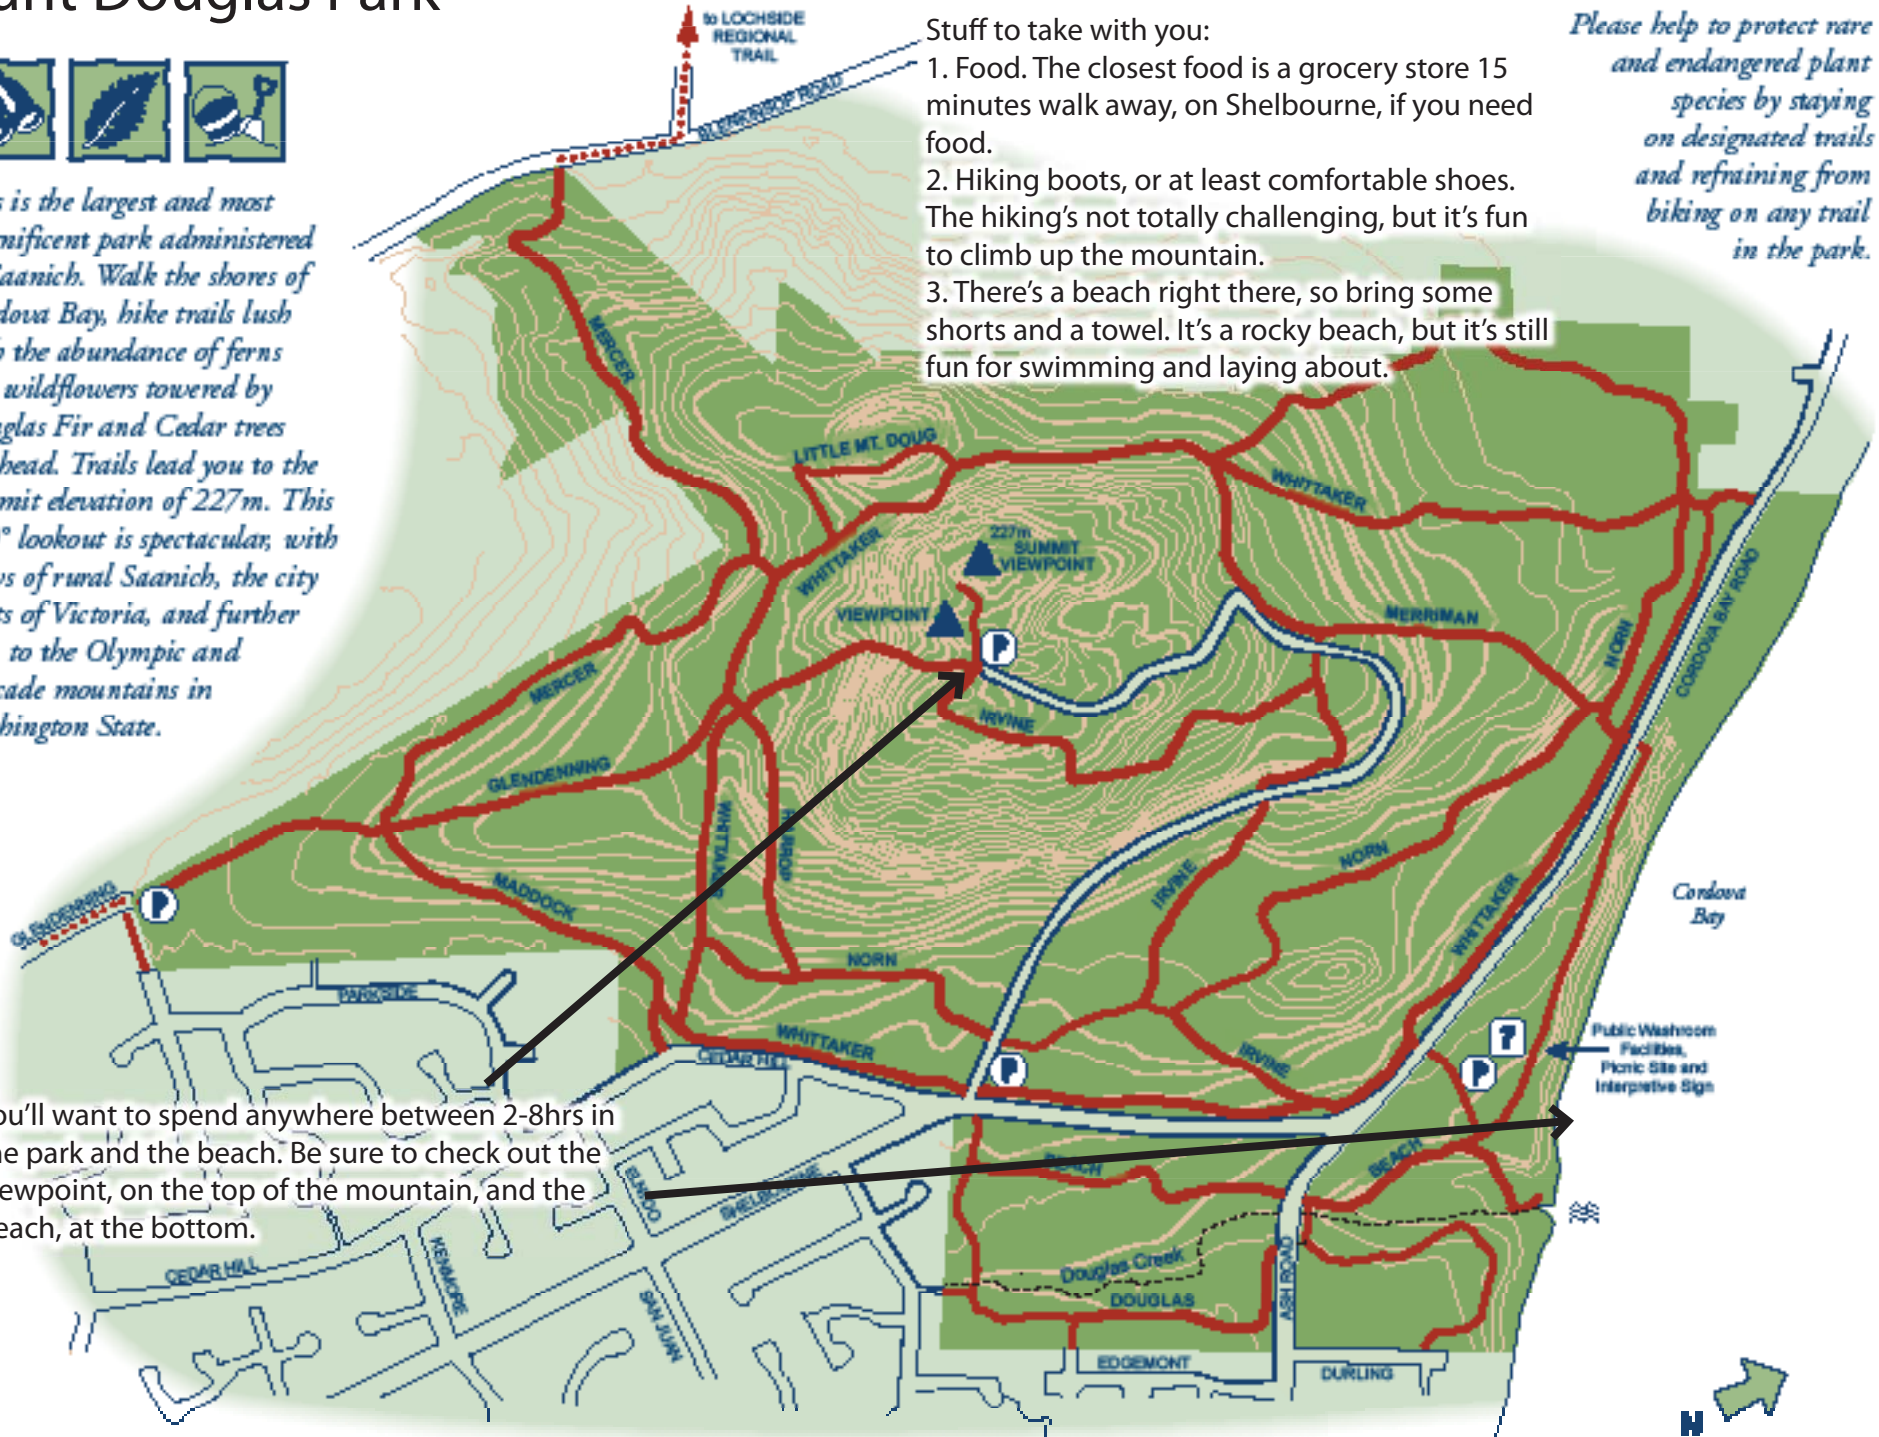 unt Douglas Park
to LOCHSIDE
REGIONAL
TRAIL
BLENKINSOP ROAD
Stuff to take with you:
1. Food. The closest food is a grocery store 15
minutes walk away, on Shelbourne, if you need
food.
2. Hiking boots, or at least comfortable shoes.
The hiking's not totally challenging, but it's fun
to climb up the mountain.
3. There's a beach right there, so bring some
shorts and a towel. It's a rocky beach, but it's still
fun for swimming and laying about.
Please help to protect rare
and endangered plant
species by staying
on designated trails
and refraining from
biking on any trail
in the park.
s is the largest and most
nificent park administered
Saanich. Walk the shores of
dova Bay, hike trails lush
h the abundance of ferns
wildflowers towered by
glas Fir and Cedar trees
head. Trails lead you to the
mit elevation of 227m. This
° lookout is spectacular, with
ws of rural Saanich, the city
ts of Victoria, and further
to the Olympic and
cade mountains in
hington State.
MERCER
LITTLE MT. DOUG
WHITTAKER
WHITTAKER
227m
SUMMIT
VIEWPOINT
VIEWPOINT
P
MERRIMAN
NORN
CORDOVA BAY ROAD
MERCER
IRVINE
GLENDENNING
WHITTAKER
MADDOCK
IRVINE
NORN
WHITTAKER
Cordova
Bay
GLENDENNING
P
NORN
PARKSIDE
WHITTAKER
CEDAR HILL
P
IRVINE
?
P
Public Washroom
Facilities,
Picnic Site and
Interpretive Sign
ou'll want to spend anywhere between 2-8hrs in
he park and the beach. Be sure to check out the
iewpoint, on the top of the mountain, and the
each, at the bottom.
SHELBOURNE
BEACH
BEACH
CEDAR HILL
KENMORE
SAN JUAN
Douglas Creek
DOUGLAS
ASH ROAD
EDGEMONT
DURLING
N